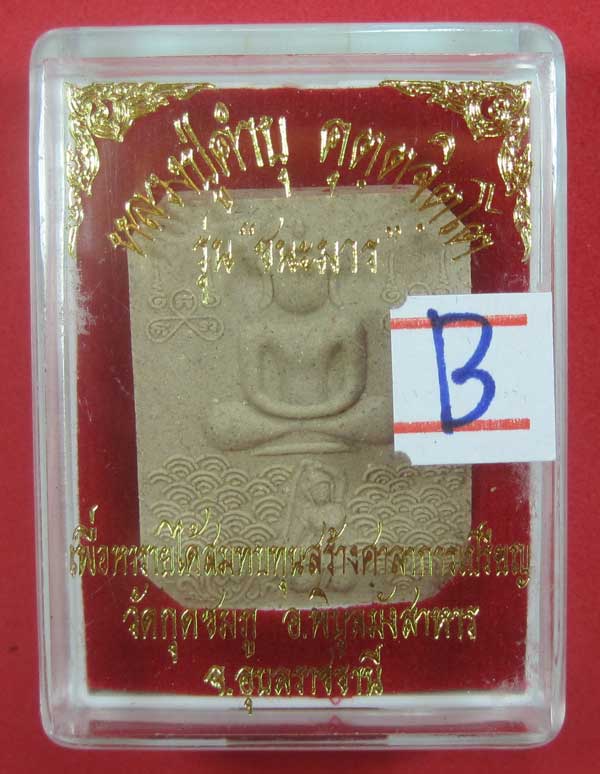 หลวงปู่คำบุ คุตฺตจิตฺโต
รุ่น "ชนะมาร"
B
เพื่อหารายได้สมทบทุนสร้างศาลาการเปรียญ
วัดกุดชมภู อ.พิบูลมังสาหาร
จ.อุบลราชธานี